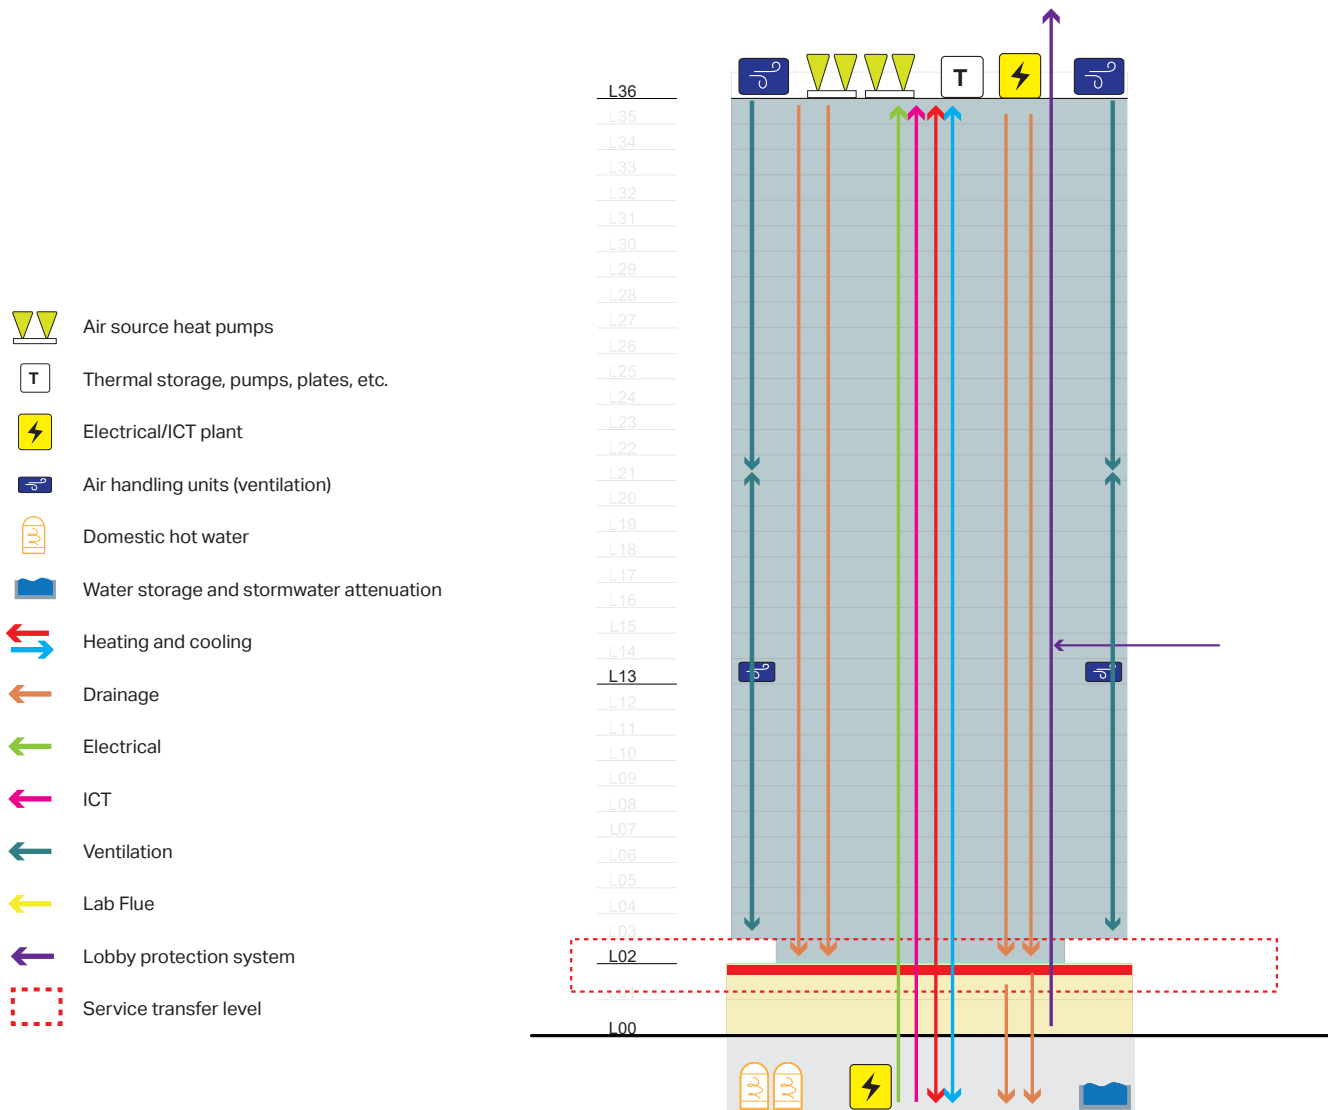 L36
L35
L34
L33
L32
L31
L30
L29
L28
L27
L26
L25
L24
L23
L22
L21
L20
L19
L18
L17
L16
L15
L14
L13
L12
L11
L10
L09
L08
L07
L06
L05
L04
L03
L02
L01
L00
T
Air source heat pumps
T
Thermal storage, pumps, plates, etc.
Electrical/ICT plant
Air handling units (ventilation)
Domestic hot water
Water storage and stormwater attenuation
Heating and cooling
Drainage
Electrical
ICT
Ventilation
Lab Flue
Lobby protection system
Service transfer level